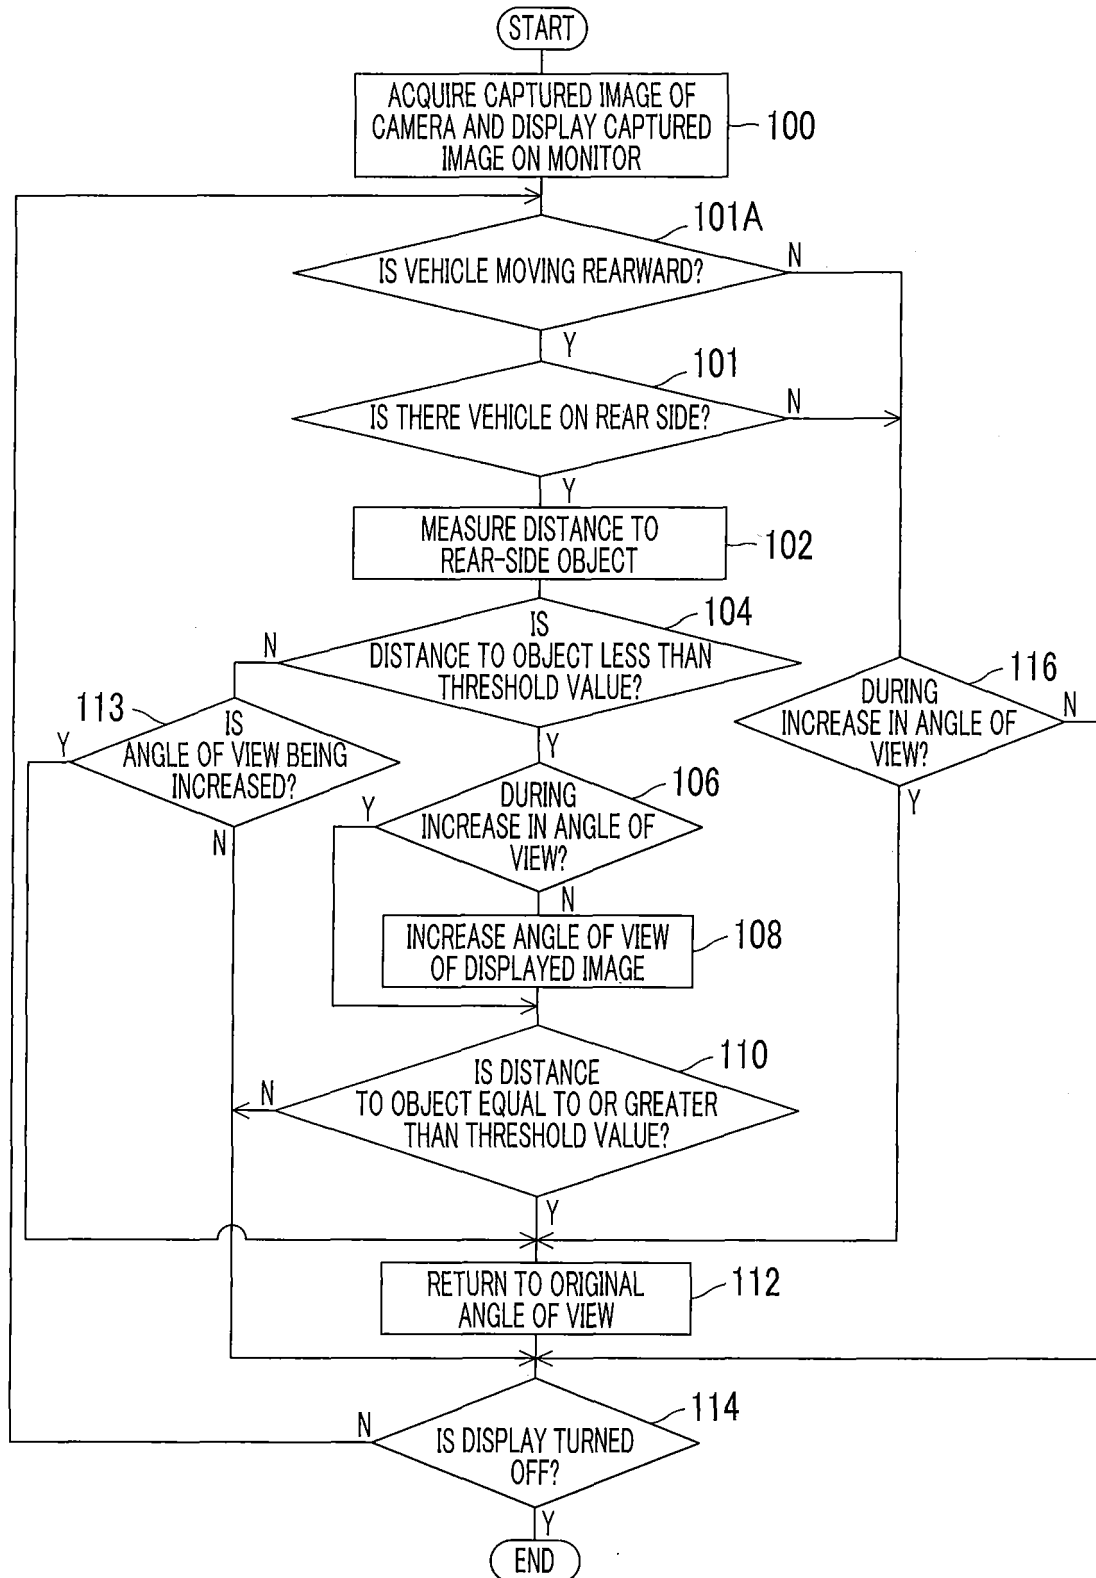 START
ACQUIRE CAPTURED IMAGE OF
CAMERA AND DISPLAY CAPTURED
IMAGE ON MONITOR
100
101A
IS VEHICLE MOVING REARWARD?
N
Y
101
IS THERE VEHICLE ON REAR SIDE?
N
Y
MEASURE DISTANCE TO
REAR-SIDE OBJECT
102
104
IS
DISTANCE TO OBJECT LESS THAN
THRESHOLD VALUE?
N
Y
113
IS
ANGLE OF VIEW BEING
INCREASED?
Y
N
116
DURING
INCREASE IN ANGLE OF
VIEW?
N
Y
106
DURING
INCREASE IN ANGLE OF
VIEW?
Y
N
INCREASE ANGLE OF VIEW
OF DISPLAYED IMAGE
108
110
IS DISTANCE
TO OBJECT EQUAL TO OR GREATER
THAN THRESHOLD VALUE?
N
Y
RETURN TO ORIGINAL
ANGLE OF VIEW
112
114
IS DISPLAY TURNED
OFF?
N
Y
END